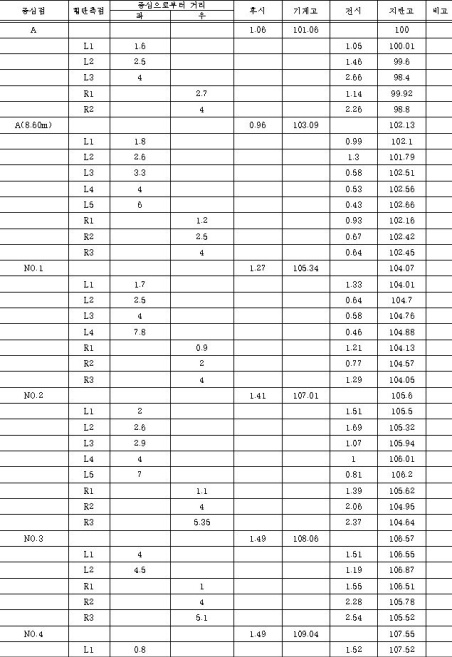 중심점 횡단측점 중심으로부터 거리 후시 기계고 전시 지반고 비고
좌 우
A 1.06 101.06 100
L1 1.6 1.05 100.01
L2 2.5 1.46 99.6
L3 4 2.66 98.4
R1 2.7 1.14 99.92
R2 4 2.26 98.8
A(8.60m) 0.96 103.09 102.13
L1 1.8 0.99 102.1
L2 2.6 1.3 101.79
L3 3.3 0.58 102.51
L4 4 0.53 102.56
L5 6 0.43 102.66
R1 1.2 0.93 102.16
R2 2.5 0.67 102.42
R3 4 0.64 102.45
NO.1 1.27 105.34 104.07
L1 1.7 1.33 104.01
L2 2.5 0.64 104.7
L3 4 0.58 104.76
L4 7.8 0.46 104.88
R1 0.9 1.21 104.13
R2 2 0.77 104.57
R3 4 1.29 104.05
NO.2 1.41 107.01 105.6
L1 2 1.51 105.5
L2 2.6 1.69 105.32
L3 2.9 1.07 105.94
L4 4 1 106.01
L5 7 0.81 106.2
R1 1.1 1.39 105.62
R2 4 2.06 104.95
R3 5.35 2.37 104.64
NO.3 1.49 108.06 106.57
L1 4 1.51 106.55
L2 4.5 1.19 106.87
R1 1 1.55 106.51
R2 4 2.28 105.78
R3 5.1 2.54 105.52
NO.4 1.49 109.04 107.55
L1 0.8 1.52 107.52